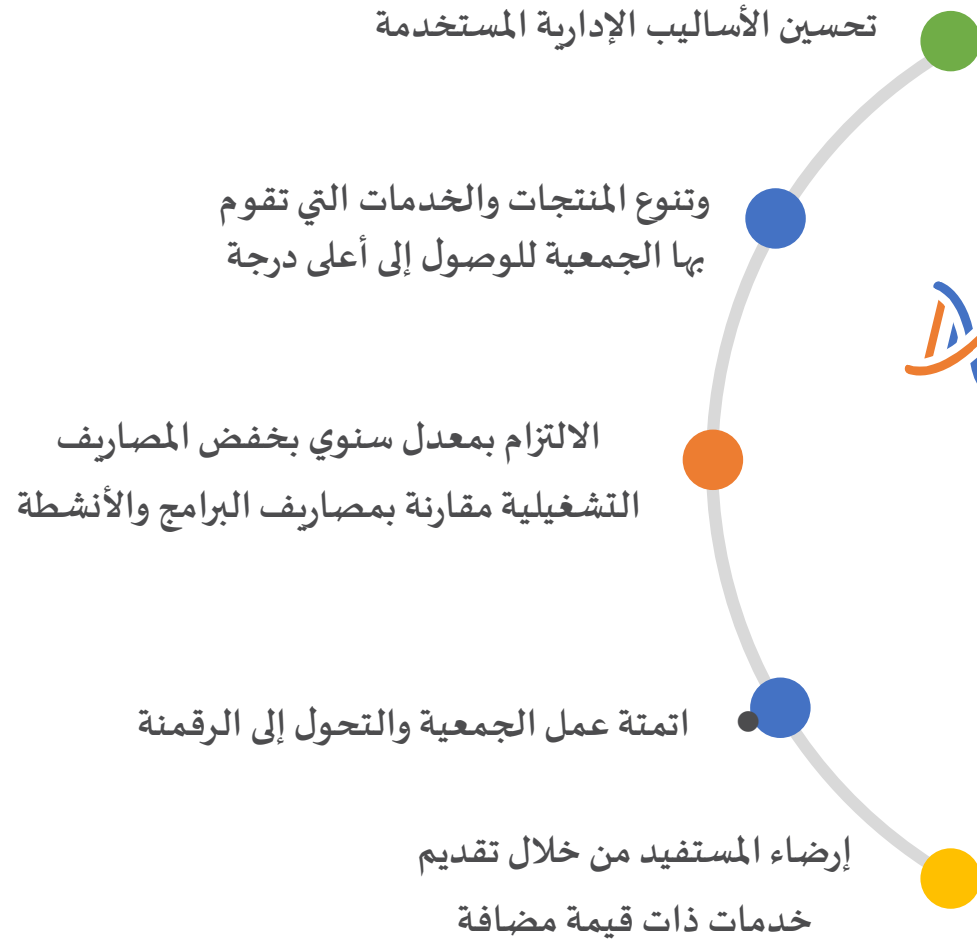 تحسين الأساليب الإدارية المستخدمة
وتنوع المنتجات والخدمات التي تقوم
بها الجمعية للوصول إلى أعلى درجة
الالتزام بمعدل سنوي بخفض المصاريف
التشغيلية مقارنة بمصاريف البرامج والأنشطة
اتمتة عمل الجمعية والتحول إلى الرقمنة
إرضاء المستفيد من خلال تقديم
خدمات ذات قيمة مضافة